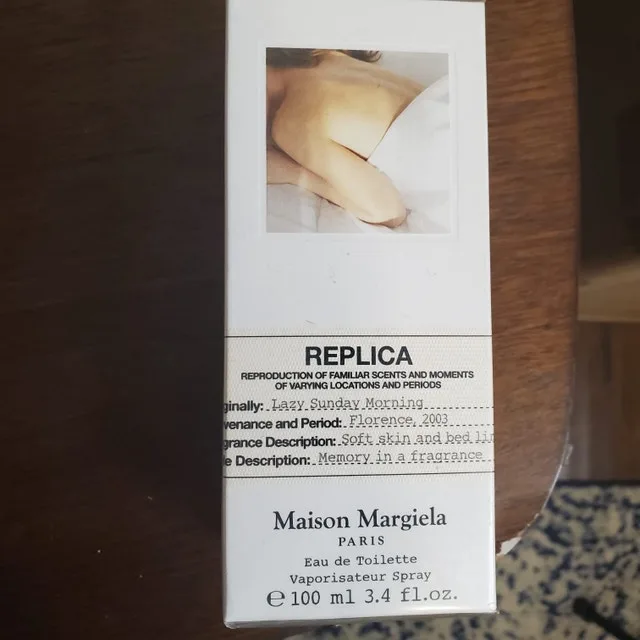 REPLICA
REPRODUCTION OF FAMILIAR SCENTS AND MOMENTS
OF VARYING LOCATIONS AND PERIODS
ginally: Lazy Sunday Morning
venance and Period: Florence, 2003
grance Description: Soft skin and bed lin
e Description: Memory in a fragrance
Maison Margiela
PARIS
Eau de Toilette
Vaporisateur Spray
℮ 100 ml 3.4 fl.oz.